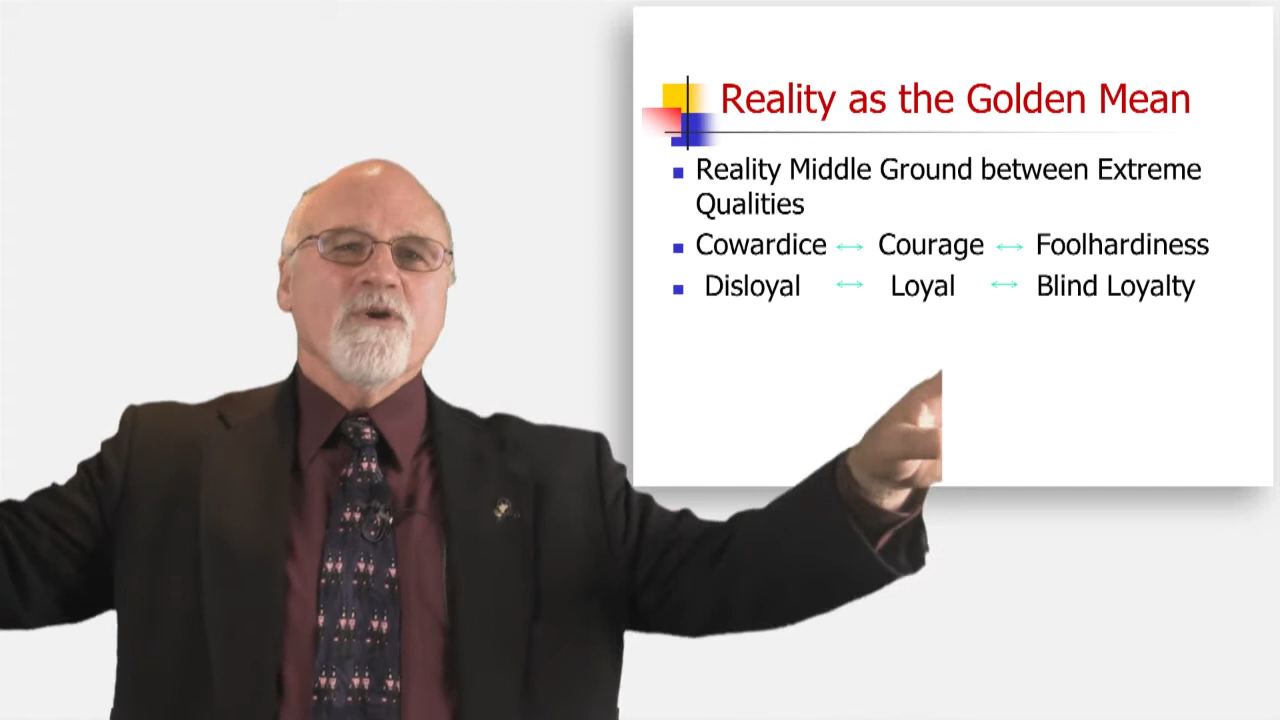 Reality as the Golden Mean
Reality Middle Ground between Extreme
Qualities
Cowardice ↔ Courage ↔ Foolhardiness
Disloyal ↔ Loyal ↔ Blind Loyalty